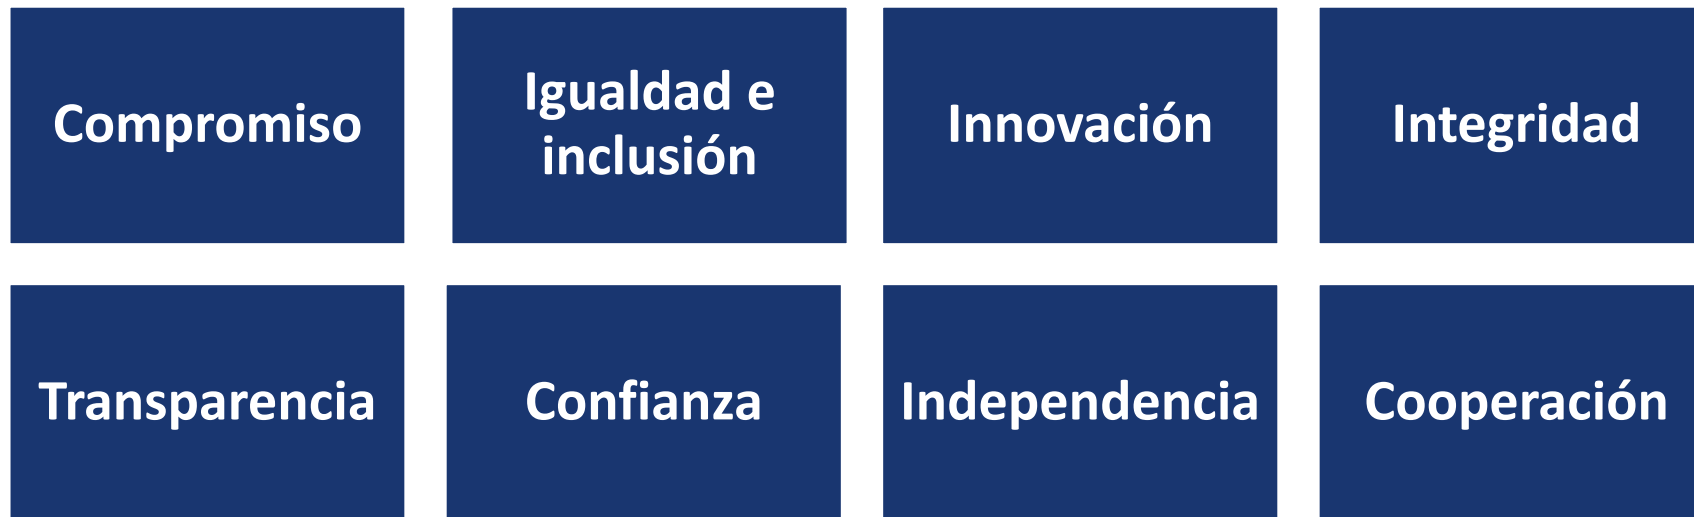 Compromiso
Igualdad e
inclusión
Innovación
Integridad
Transparencia
Confianza
Independencia
Cooperación